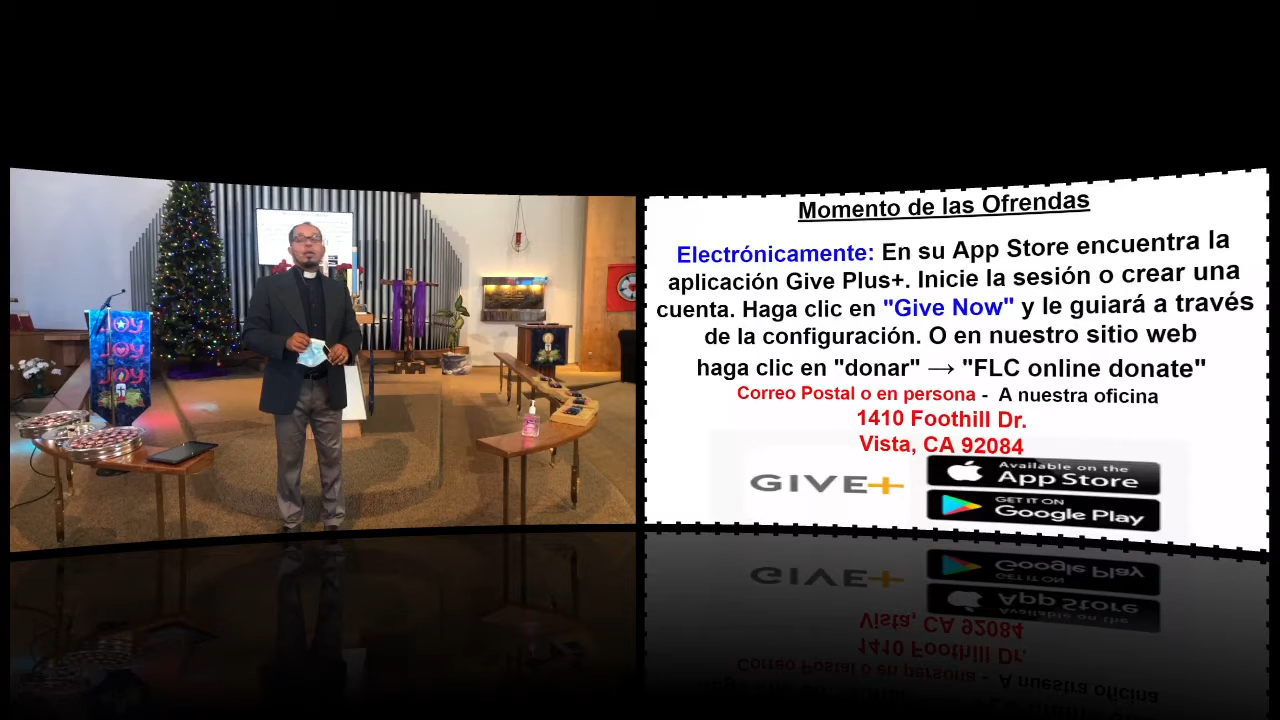 JOY
JOY
JOY
Momento de las Ofrendas
Electrónicamente: En su App Store encuentra la
aplicación Give Plus+. Inicie la sesión o crear una
cuenta. Haga clic en "Give Now" y le guiará a través
de la configuración. O en nuestro sitio web
haga clic en "donar" → "FLC online donate"
Correo Postal o en persona - A nuestra oficina
1410 Foothill Dr.
Vista, CA 92084
GIVE+
Available on the
App Store
GET IT ON
Google Play